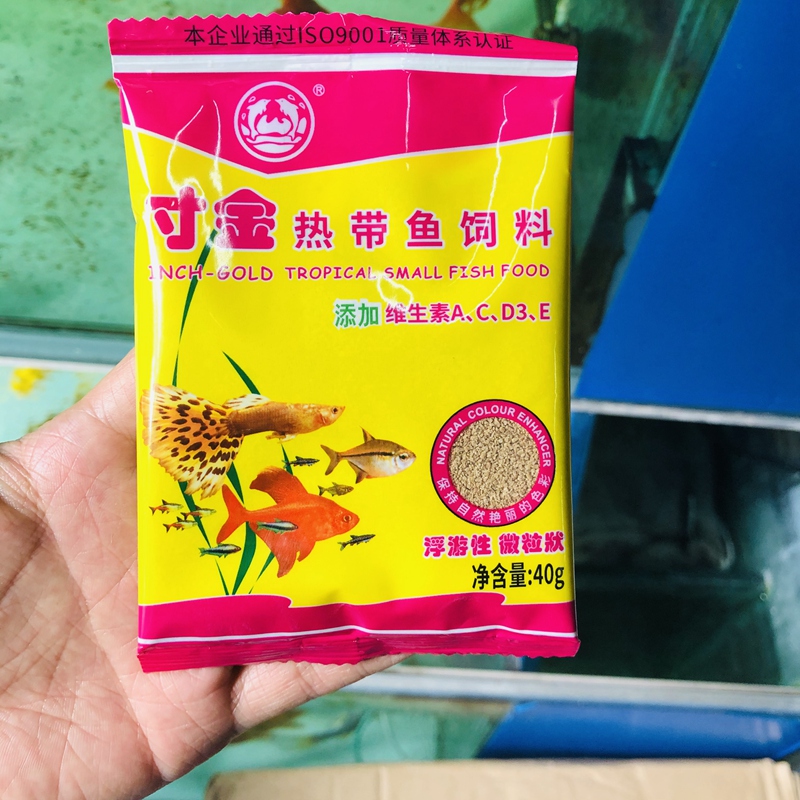 本企业通过ISO9001质量体系认证
®
寸金 热带鱼饲料
INCH-GOLD TROPICAL SMALL FISH FOOD
添加 维生素A、C、D3、E
NATURAL COLOUR ENHANCER
保持自然艳丽的色彩
浮游性 微粒状
净含量:40g